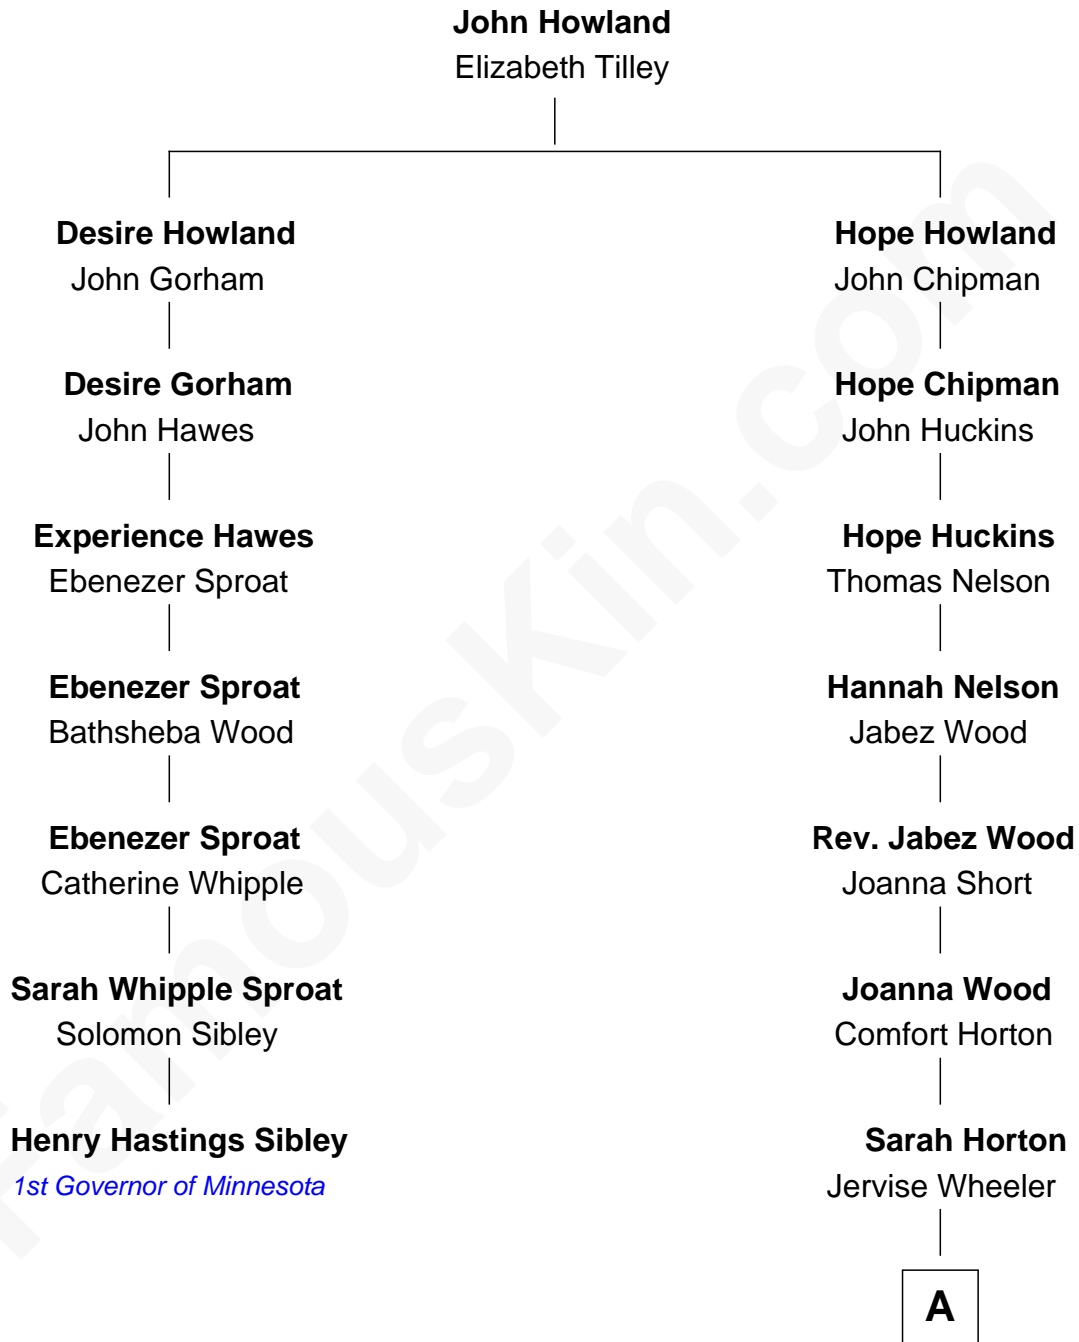 John Howland
Elizabeth Tilley
Desire Howland
John Gorham
Hope Howland
John Chipman
Desire Gorham
John Hawes
Hope Chipman
John Huckins
Experience Hawes
Ebenezer Sproat
Hope Huckins
Thomas Nelson
Ebenezer Sproat
Bathsheba Wood
Hannah Nelson
Jabez Wood
Ebenezer Sproat
Catherine Whipple
Rev. Jabez Wood
Joanna Short
Sarah Whipple Sproat
Solomon Sibley
Joanna Wood
Comfort Horton
Henry Hastings Sibley
1st Governor of Minnesota
Sarah Horton
Jervise Wheeler
A
FamousKin.com